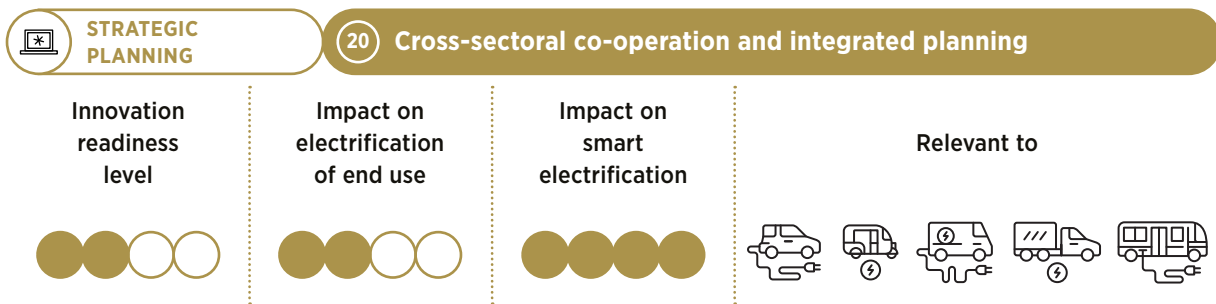 STRATEGIC
PLANNING
20 Cross-sectoral co-operation and integrated planning
Innovation
readiness
level
Impact on
electrification
of end use
Impact on
smart
electrification
Relevant to